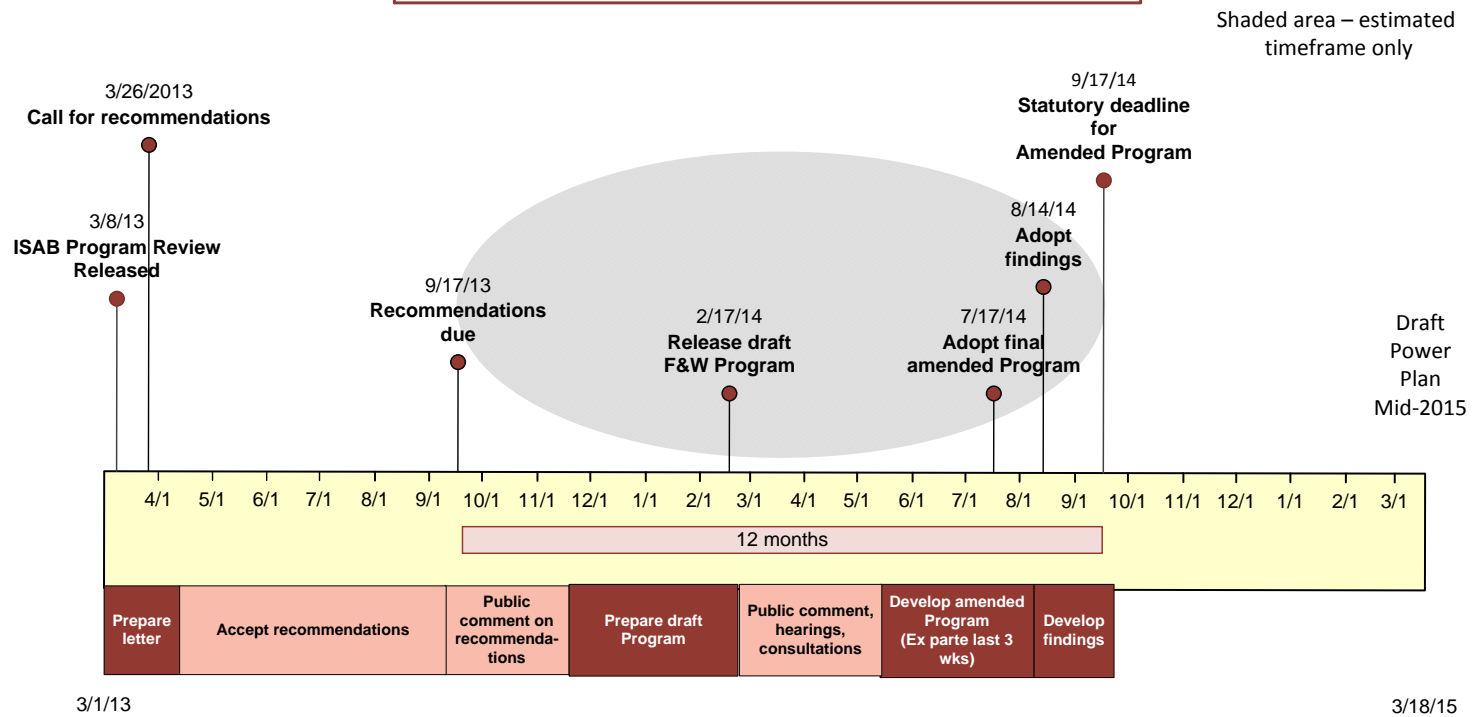 Shaded area – estimated
timeframe only
3/26/2013
Call for recommendations
3/8/13
ISAB Program Review
Released
9/17/13
Recommendations
due
2/17/14
Release draft
F&W Program
7/17/14
Adopt final
amended Program
8/14/14
Adopt
findings
9/17/14
Statutory deadline
for
Amended Program
Draft
Power
Plan
Mid-2015
4/1 5/1 6/1 7/1 8/1 9/1 10/1 11/1 12/1 1/1 2/1 3/1 4/1 5/1 6/1 7/1 8/1 9/1 10/1 11/1 12/1 1/1 2/1 3/1
12 months
Prepare
letter
Accept recommendations
Public
comment on
recommenda-
tions
Prepare draft
Program
Public comment,
hearings,
consultations
Develop amended
Program
(Ex parte last 3
wks)
Develop
findings
3/1/13
3/18/15